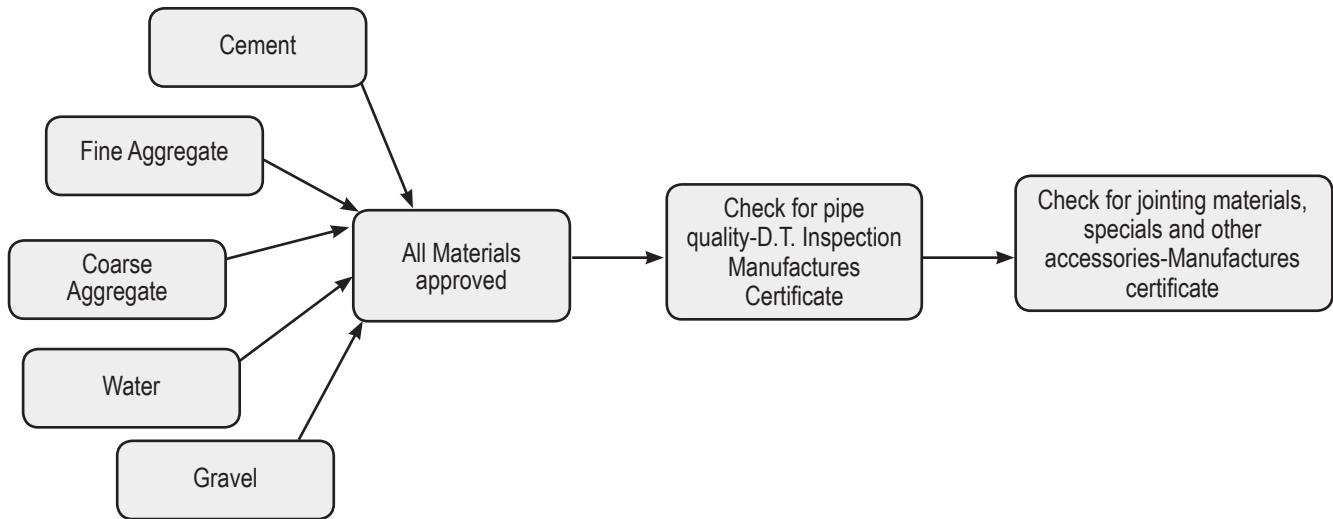 Cement
Fine Aggregate
Coarse
Aggregate
Water
Gravel
All Materials
approved
Check for pipe
quality-D.T. Inspection
Manufactures
Certificate
Check for jointing materials,
specials and other
accessories-Manufactures
certificate